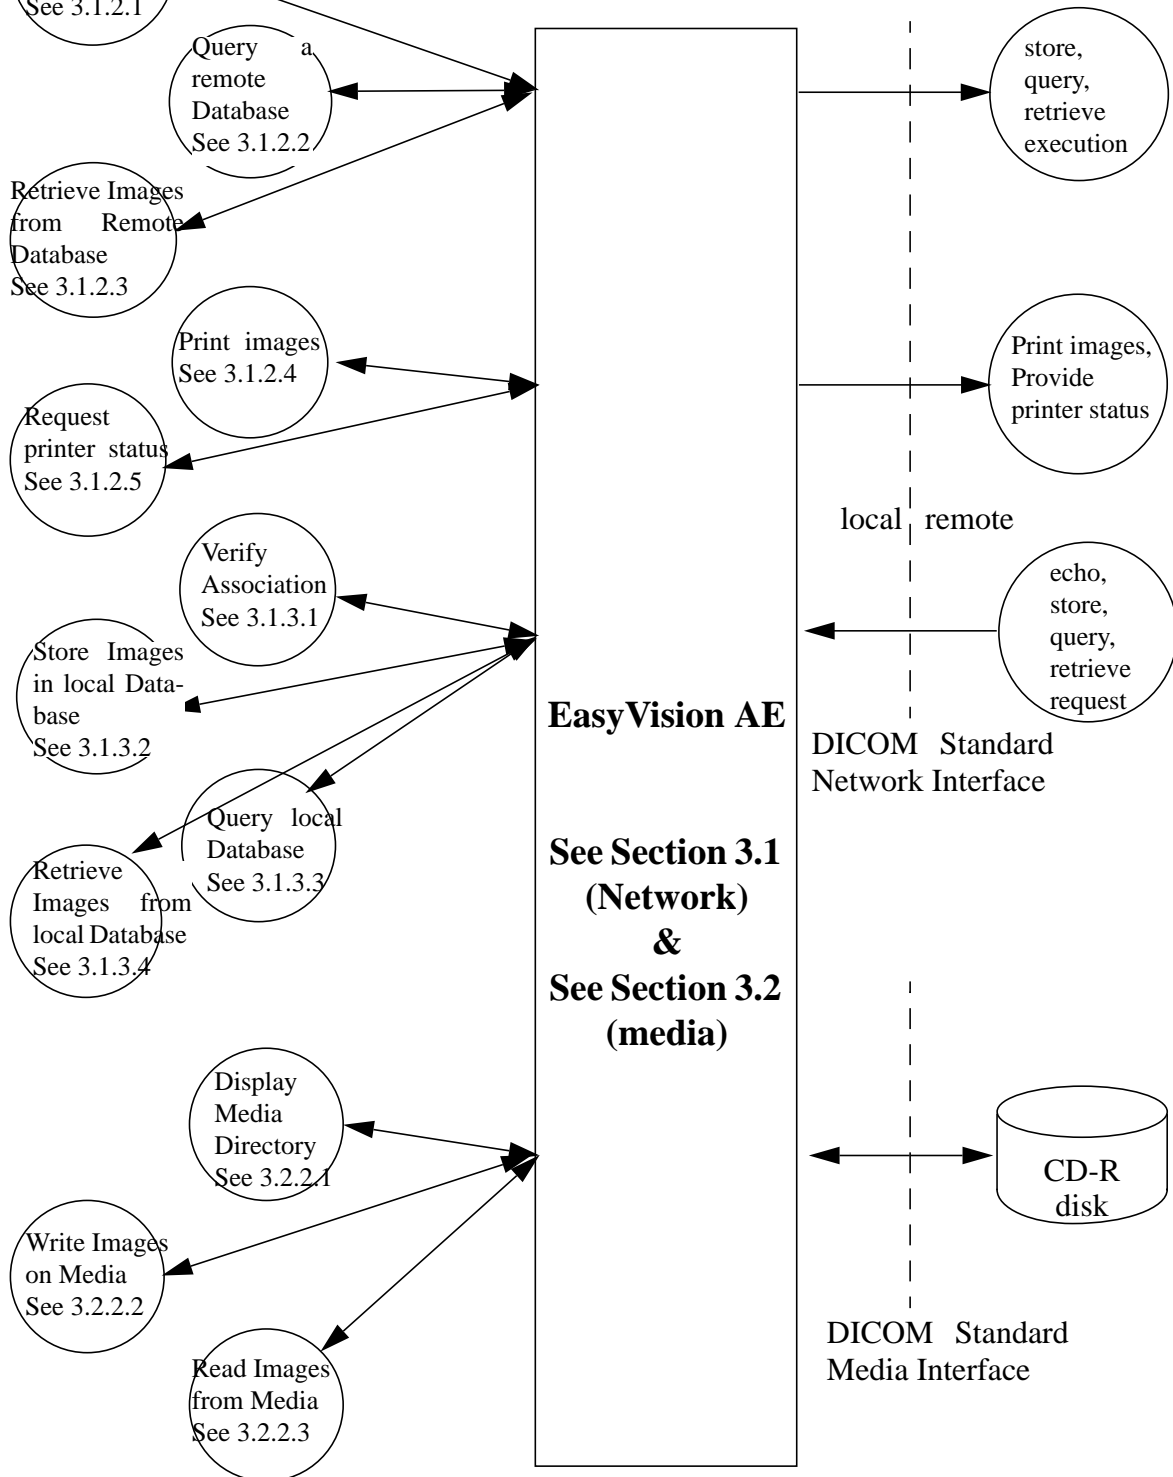 See 3.1.2.1
Query a
remote
Database
See 3.1.2.2
Retrieve Images
from Remote
Database
See 3.1.2.3
Print images
See 3.1.2.4
Request
printer status
See 3.1.2.5
Verify
Association
See 3.1.3.1
Store Images
in local Data-
base
See 3.1.3.2
Query local
Database
See 3.1.3.3
Retrieve
Images from
local Database
See 3.1.3.4
Display
Media
Directory
See 3.2.2.1
Write Images
on Media
See 3.2.2.2
Read Images
from Media
See 3.2.2.3
EasyVision AE
See Section 3.1
(Network)
&
See Section 3.2
(media)
store,
query,
retrieve
execution
Print images,
Provide
printer status
local remote
echo,
store,
query,
retrieve
request
DICOM Standard
Network Interface
CD-R
disk
DICOM Standard
Media Interface